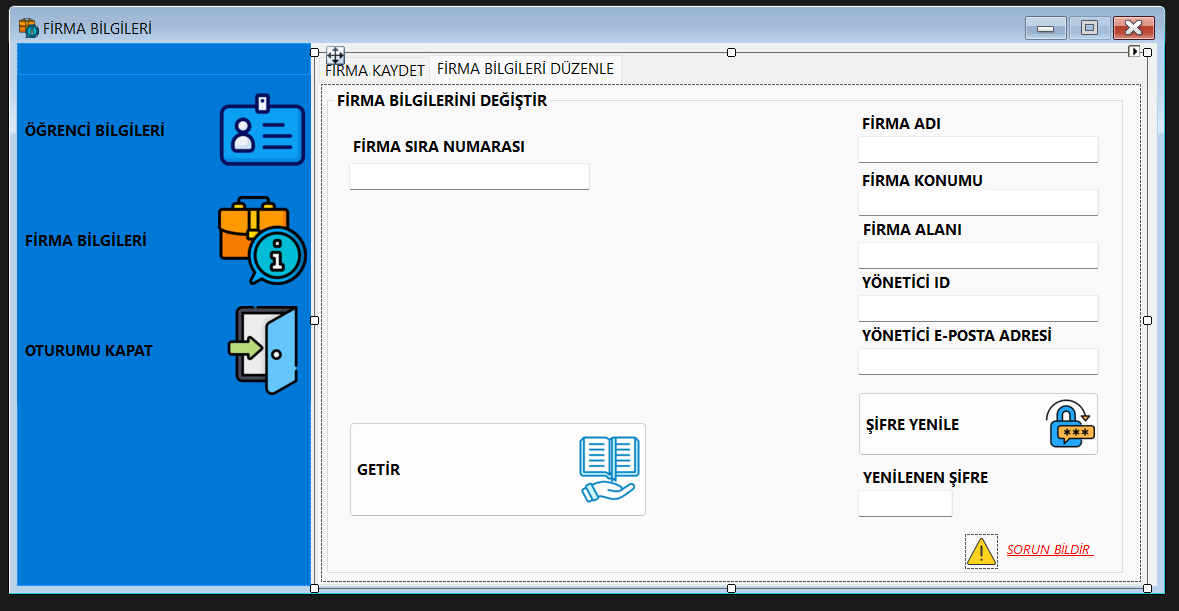 FİRMA BİLGİLERİ
ÖĞRENCİ BİLGİLERİ
FİRMA BİLGİLERİ
OTURUMU KAPAT
FİRMA KAYDET
FİRMA BİLGİLERİ DÜZENLE
FİRMA BİLGİLERİNİ DEĞİŞTİR
FİRMA SIRA NUMARASI
GETİR
FİRMA ADI
FİRMA KONUMU
FİRMA ALANI
YÖNETİCİ ID
YÖNETİCİ E-POSTA ADRESİ
ŞİFRE YENİLE
***
YENİLENEN ŞİFRE
SORUN BİLDİR